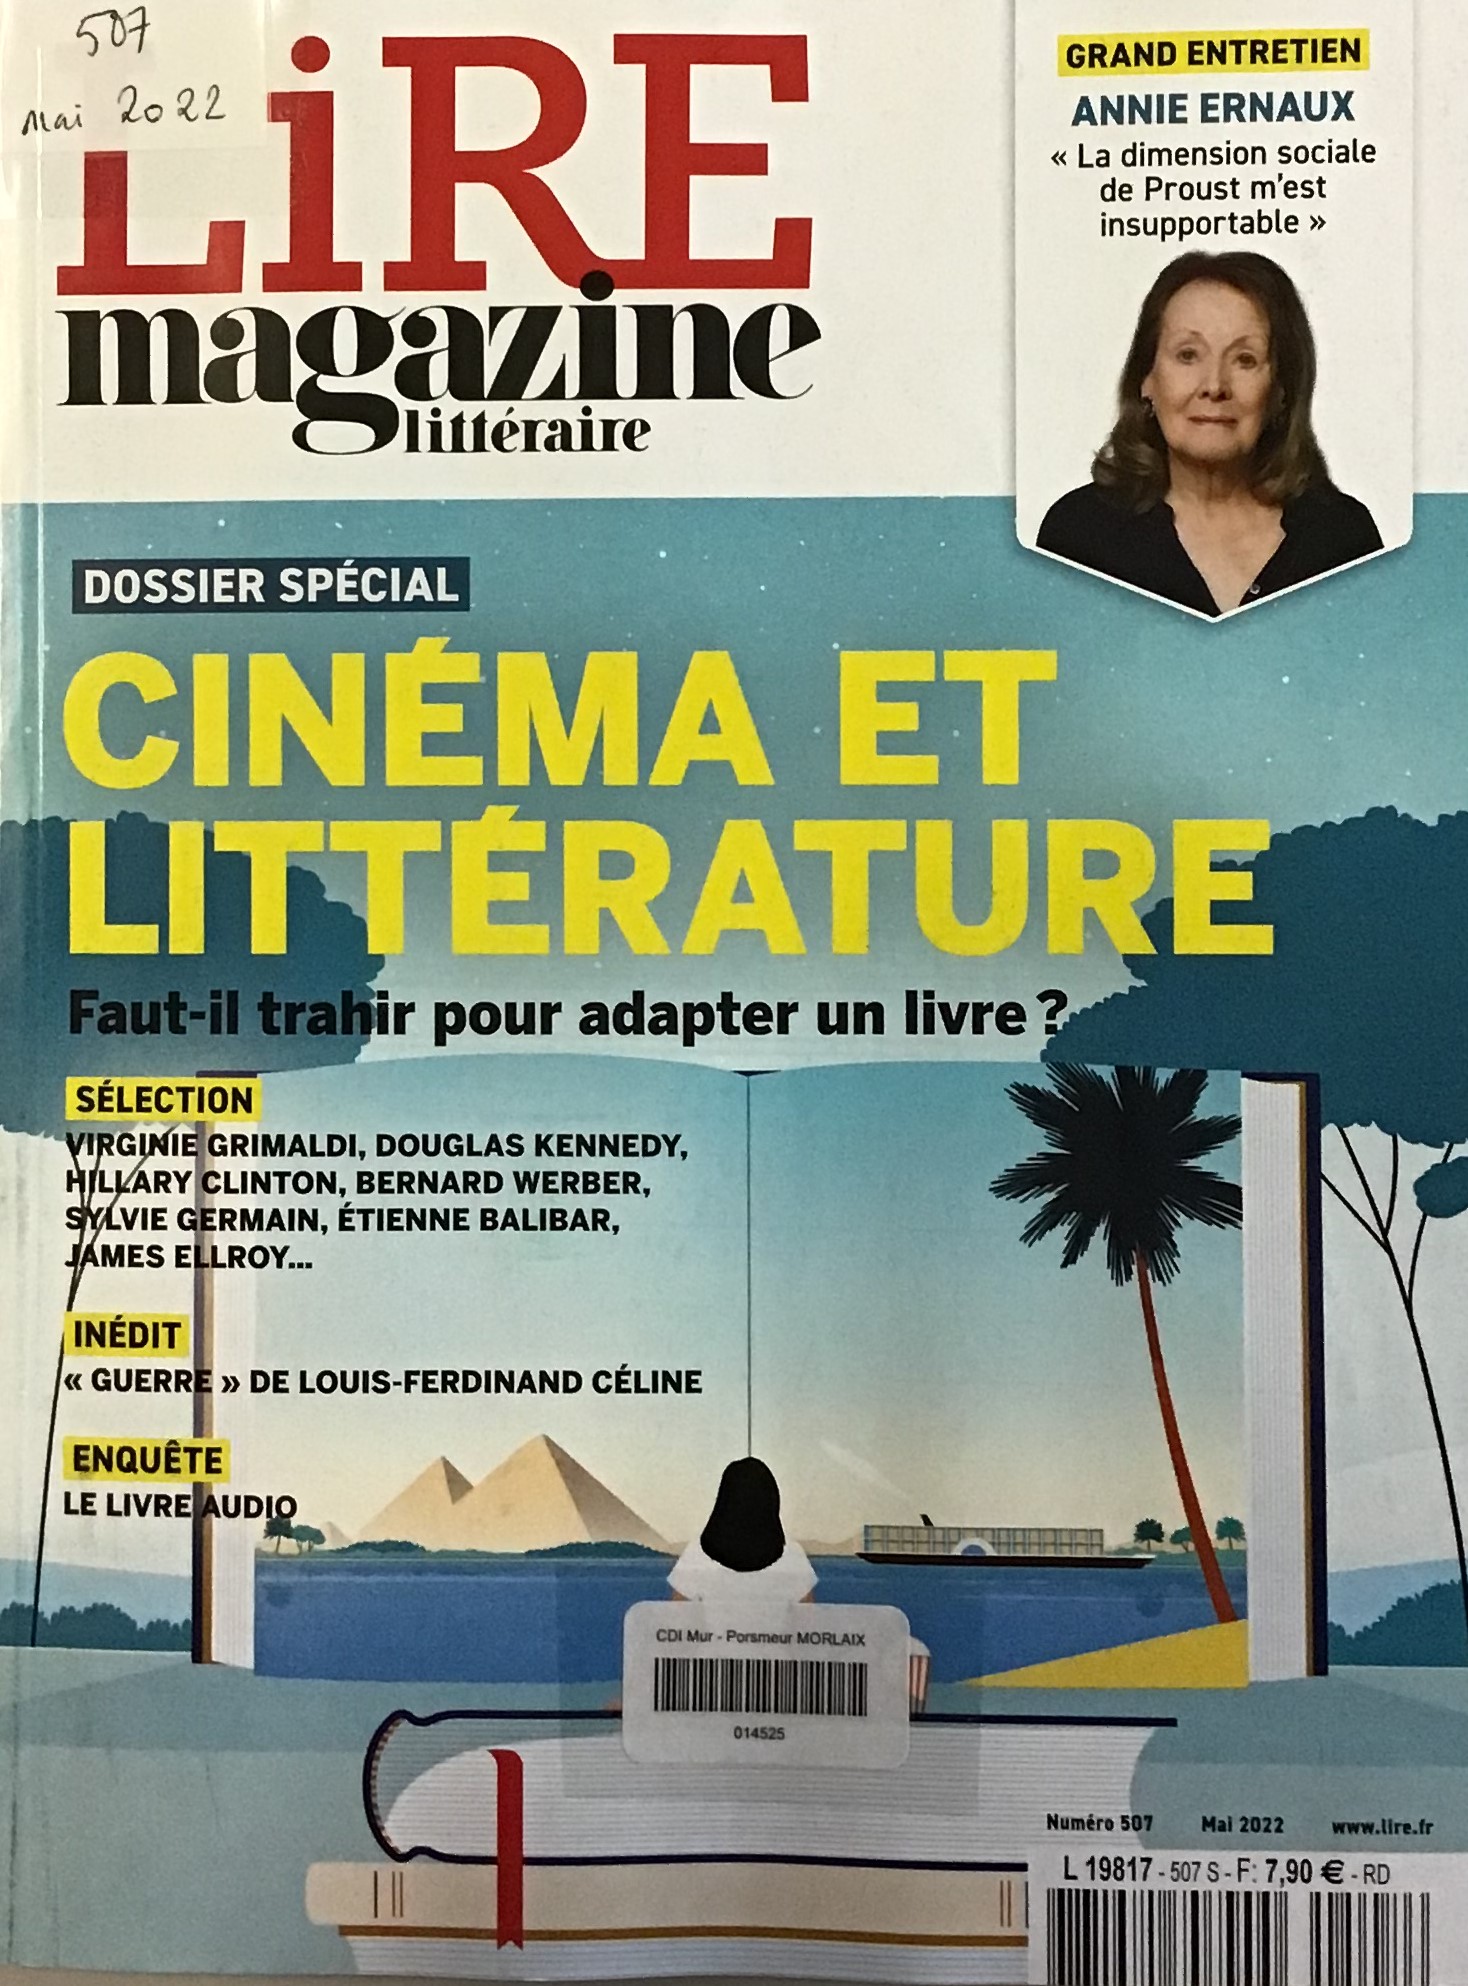 507
Mai 2022
LiRE
magazine
littéraire
GRAND ENTRETIEN
ANNIE ERNAUX
« La dimension sociale
de Proust m'est
insupportable »
DOSSIER SPÉCIAL
CINÉMA ET
LITTÉRATURE
Faut-il trahir pour adapter un livre ?
SÉLECTION
VIRGINIE GRIMALDI, DOUGLAS KENNEDY,
HILLARY CLINTON, BERNARD WERBER,
SYLVIE GERMAIN, ÉTIENNE BALIBAR,
JAMES ELLROY...
INÉDIT
« GUERRE » DE LOUIS-FERDINAND CÉLINE
ENQUÊTE
LE LIVRE AUDIO
CDI Mur - Porsmeur MORLAIX
014525
Numéro 507 Mai 2022 www.lire.fr
L 19817 - 507 S - F: 7,90 € - RD